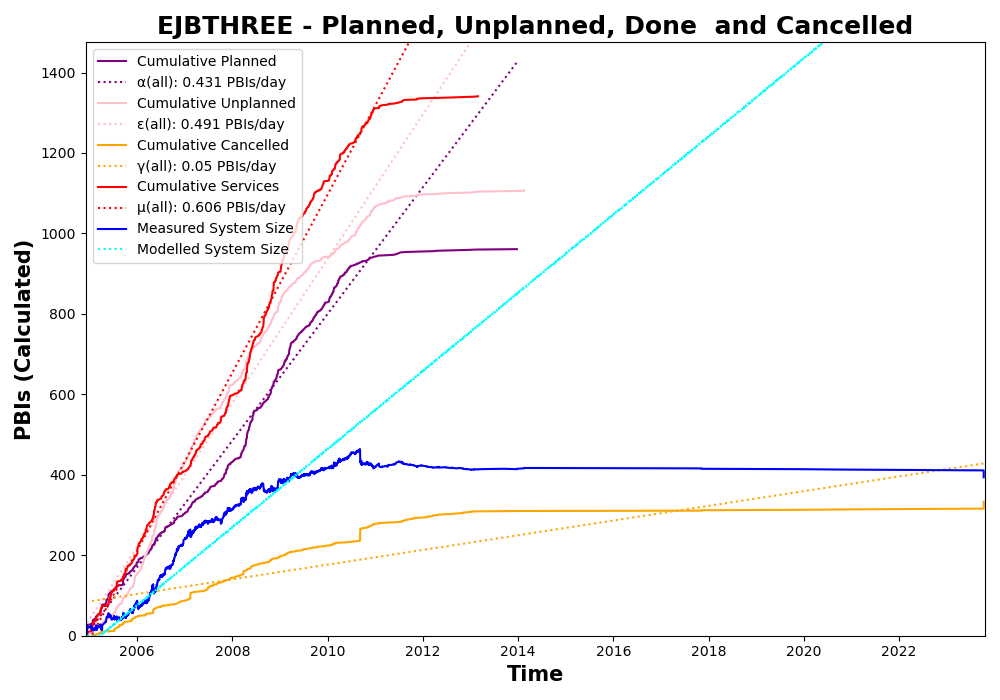 EJBTHREE - Planned, Unplanned, Done  and Cancelled
Cumulative Planned
α(all): 0.431 PBIs/day
Cumulative Unplanned
ε(all): 0.491 PBIs/day
Cumulative Cancelled
γ(all): 0.05 PBIs/day
Cumulative Services
μ(all): 0.606 PBIs/day
Measured System Size
Modelled System Size
PBIs (Calculated)
1400
1200
1000
800
600
400
200
0
2006 2008 2010 2012 2014 2016 2018 2020 2022
Time